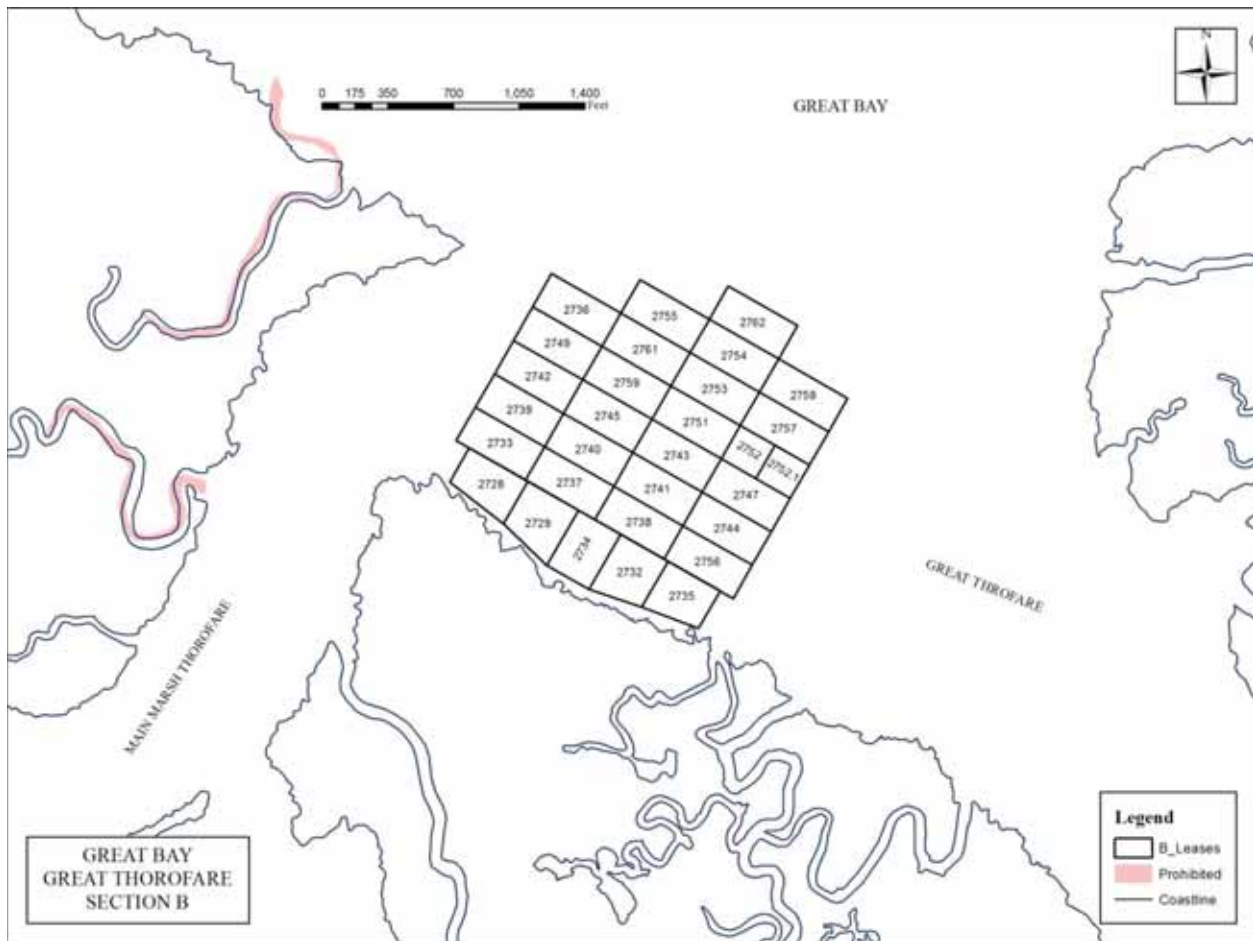 N
0 175 350 700 1,050 1,400
Feet
GREAT BAY
2736
2755
2762
2749
2761
2754
2742
2759
2753
2758
2739
2745
2751
2757
2733
2740
2743
2752
2752.1
2728
2737
2741
2747
2729
2734
2738
2744
2732
2756
2735
GREAT THROFARE
MAIN MARSH THOROFARE
GREAT BAY
GREAT THOROFARE
SECTION B
Legend
B_Leases
Prohibited
Coastline